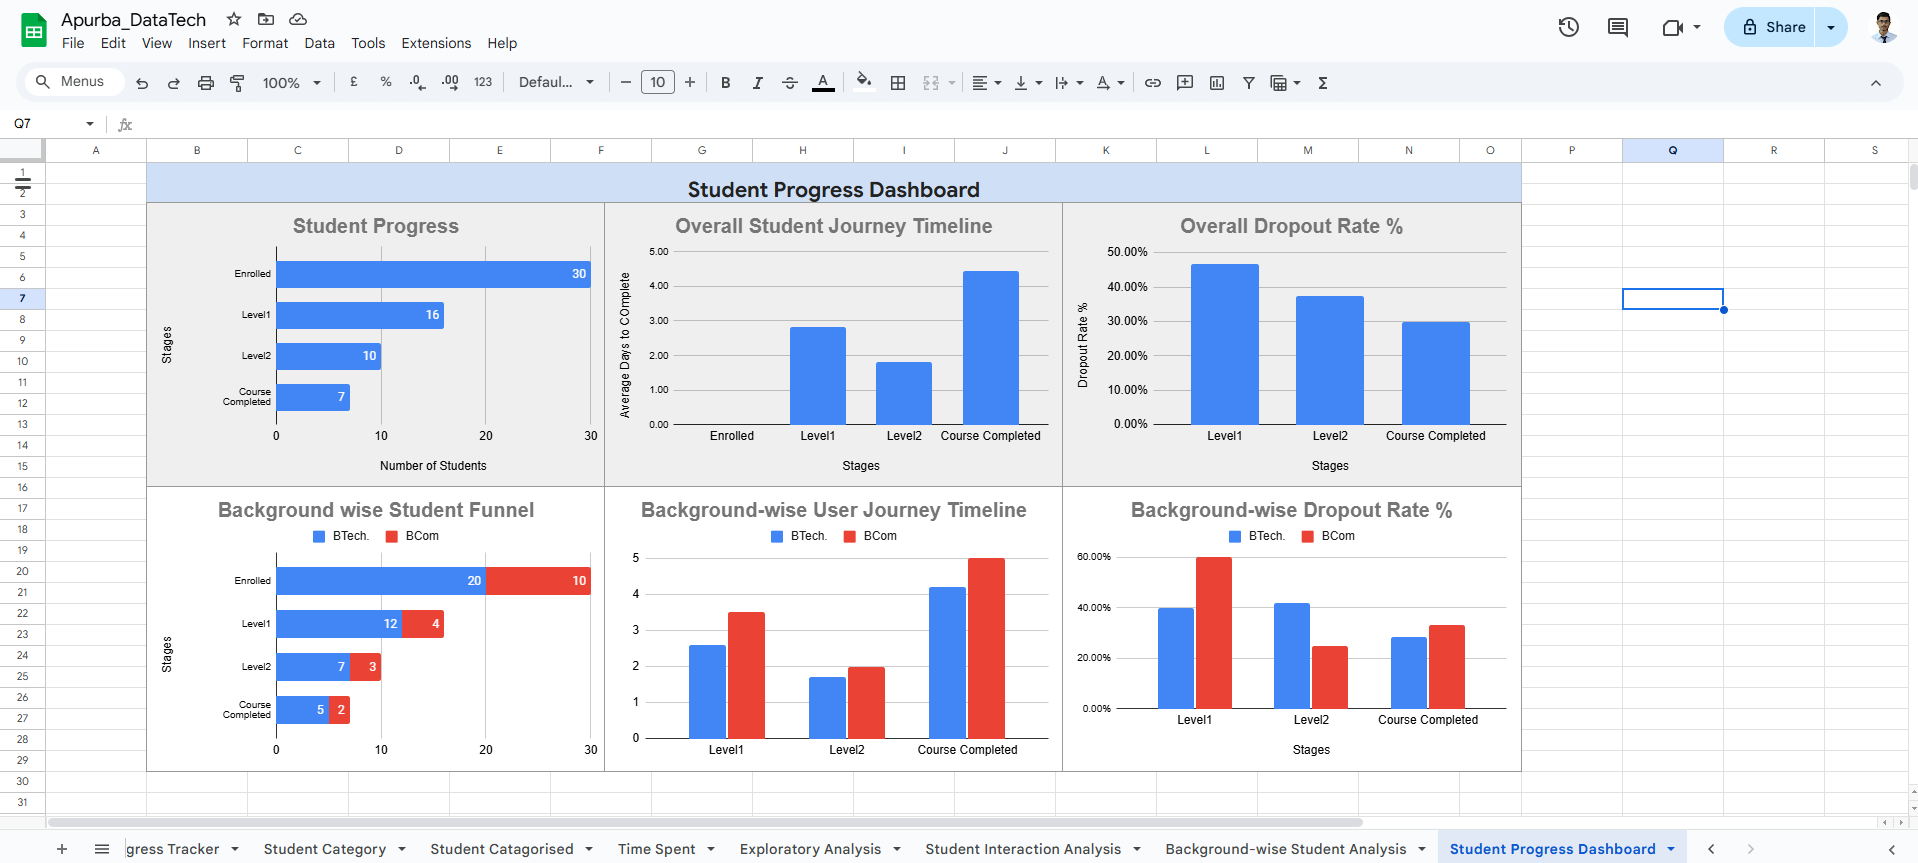 Apurba_DataTech
File Edit View Insert Format Data Tools Extensions Help
Share
Menus 100% £ % .0 .00 123 Defaul... 10 B I A Σ
Q7 fx
A B C D E F G H I J K L M N O P Q R S
1
2
3
4
5
6
7
8
9
10
11
12
13
14
15
16
17
18
19
20
21
22
23
24
25
26
27
28
29
30
31
Student Progress Dashboard
Student Progress
Stages
Enrolled 30
Level1 16
Level2 10
Course
Completed 7
0 10 20 30
Number of Students
Overall Student Journey Timeline
Average Days to COmplete
5.00
4.00
3.00
2.00
1.00
0.00
Enrolled Level1 Level2 Course Completed
Stages
Overall Dropout Rate %
Dropout Rate %
50.00%
40.00%
30.00%
20.00%
10.00%
0.00%
Level1 Level2 Course Completed
Stages
Background wise Student Funnel
BTech. BCom
Stages
Enrolled 20 10
Level1 12 4
Level2 7 3
Course
Completed 5 2
0 10 20 30
Background-wise User Journey Timeline
BTech. BCom
5
4
3
2
1
0
Level1 Level2 Course Completed
Background-wise Dropout Rate %
BTech. BCom
60.00%
40.00%
20.00%
0.00%
Level1 Level2 Course Completed
Stages
gress Tracker Student Category Student Catagorised Time Spent Exploratory Analysis Student Interaction Analysis Background-wise Student Analysis Student Progress Dashboard